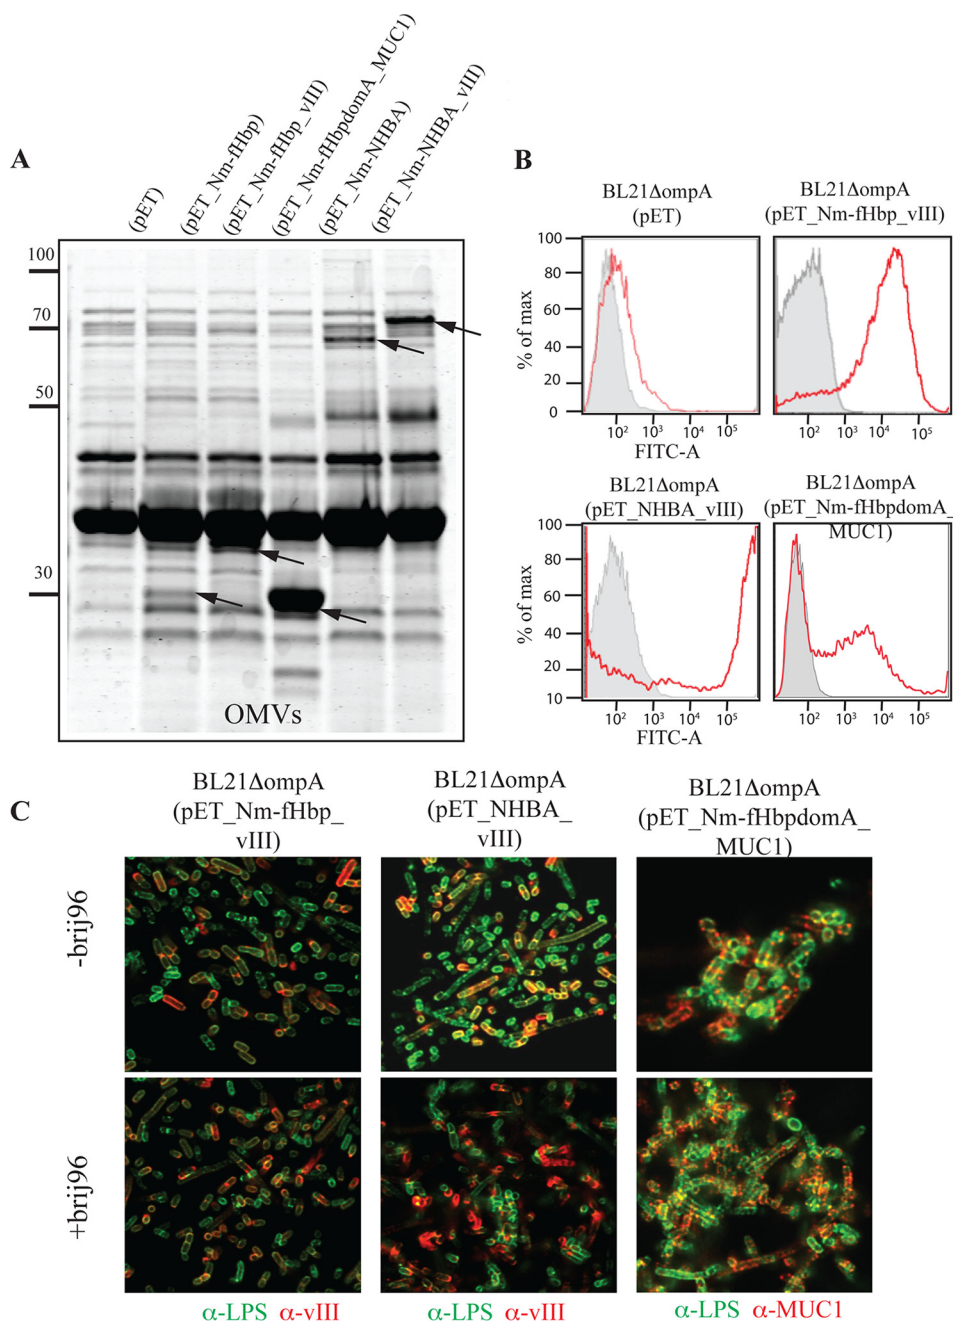 A
(pET)
(pET_Nm-fHbp)
(pET_Nm-fHbp_vIII)
(pET_Nm-fHbpdomA_MUC1)
(pET_Nm-NHBA)
(pET_Nm-NHBA_vIII)
100
70
50
30
OMVs
B
BL21ΔompA
(pET)
BL21ΔompA
(pET_Nm-fHbp_vIII)
% of max
100
80
60
40
20
0
10²
10³
10⁴
10⁵
FITC-A
10²
10³
10⁴
10⁵
BL21ΔompA
(pET_NHBA_vIII)
BL21ΔompA
(pET_Nm-fHbpdomA_
MUC1)
% of max
100
80
60
40
20
10
10²
10³
10⁴
10⁵
FITC-A
10²
10³
10⁴
10⁵
C
BL21ΔompA
(pET_Nm-fHbp_
vIII)
BL21ΔompA
(pET_NHBA_
vIII)
BL21ΔompA
(pET_Nm-fHbpdomA_
MUC1)
-brij96
+brij96
α-LPS α-vIII
α-LPS α-vIII
α-LPS α-MUC1